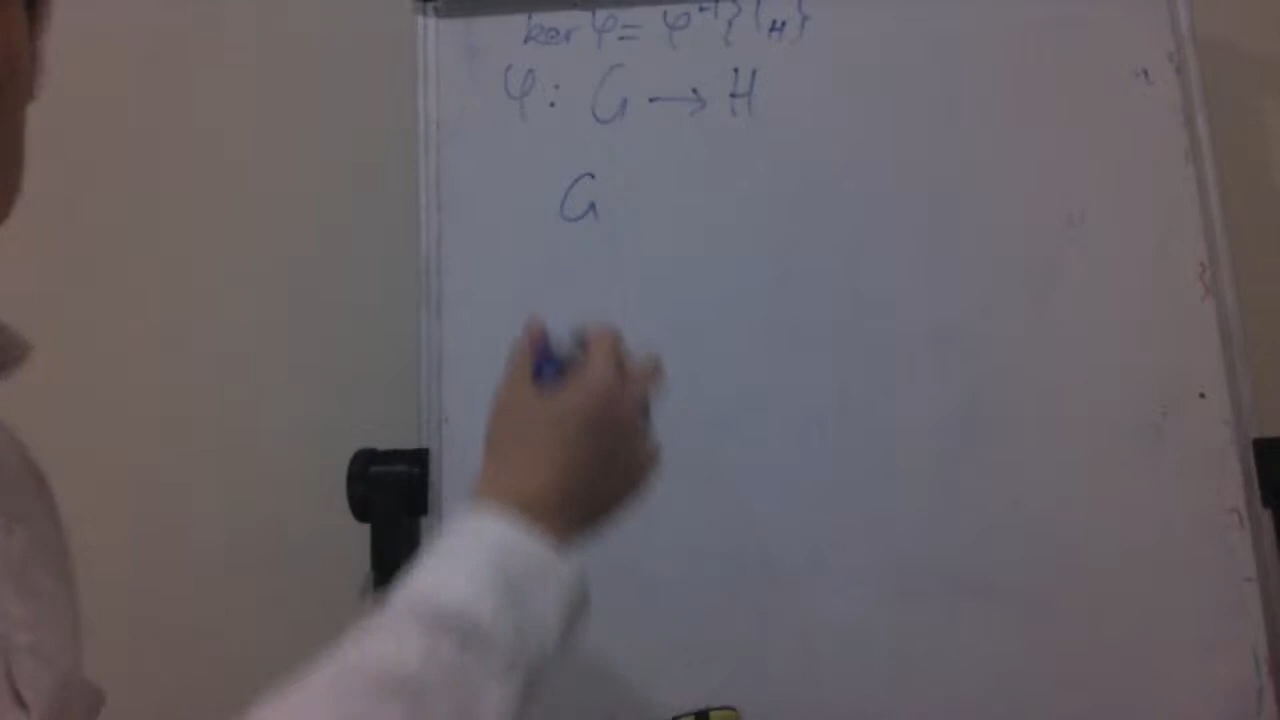 ker φ = φ⁻¹{1_H}
φ: G → H
G